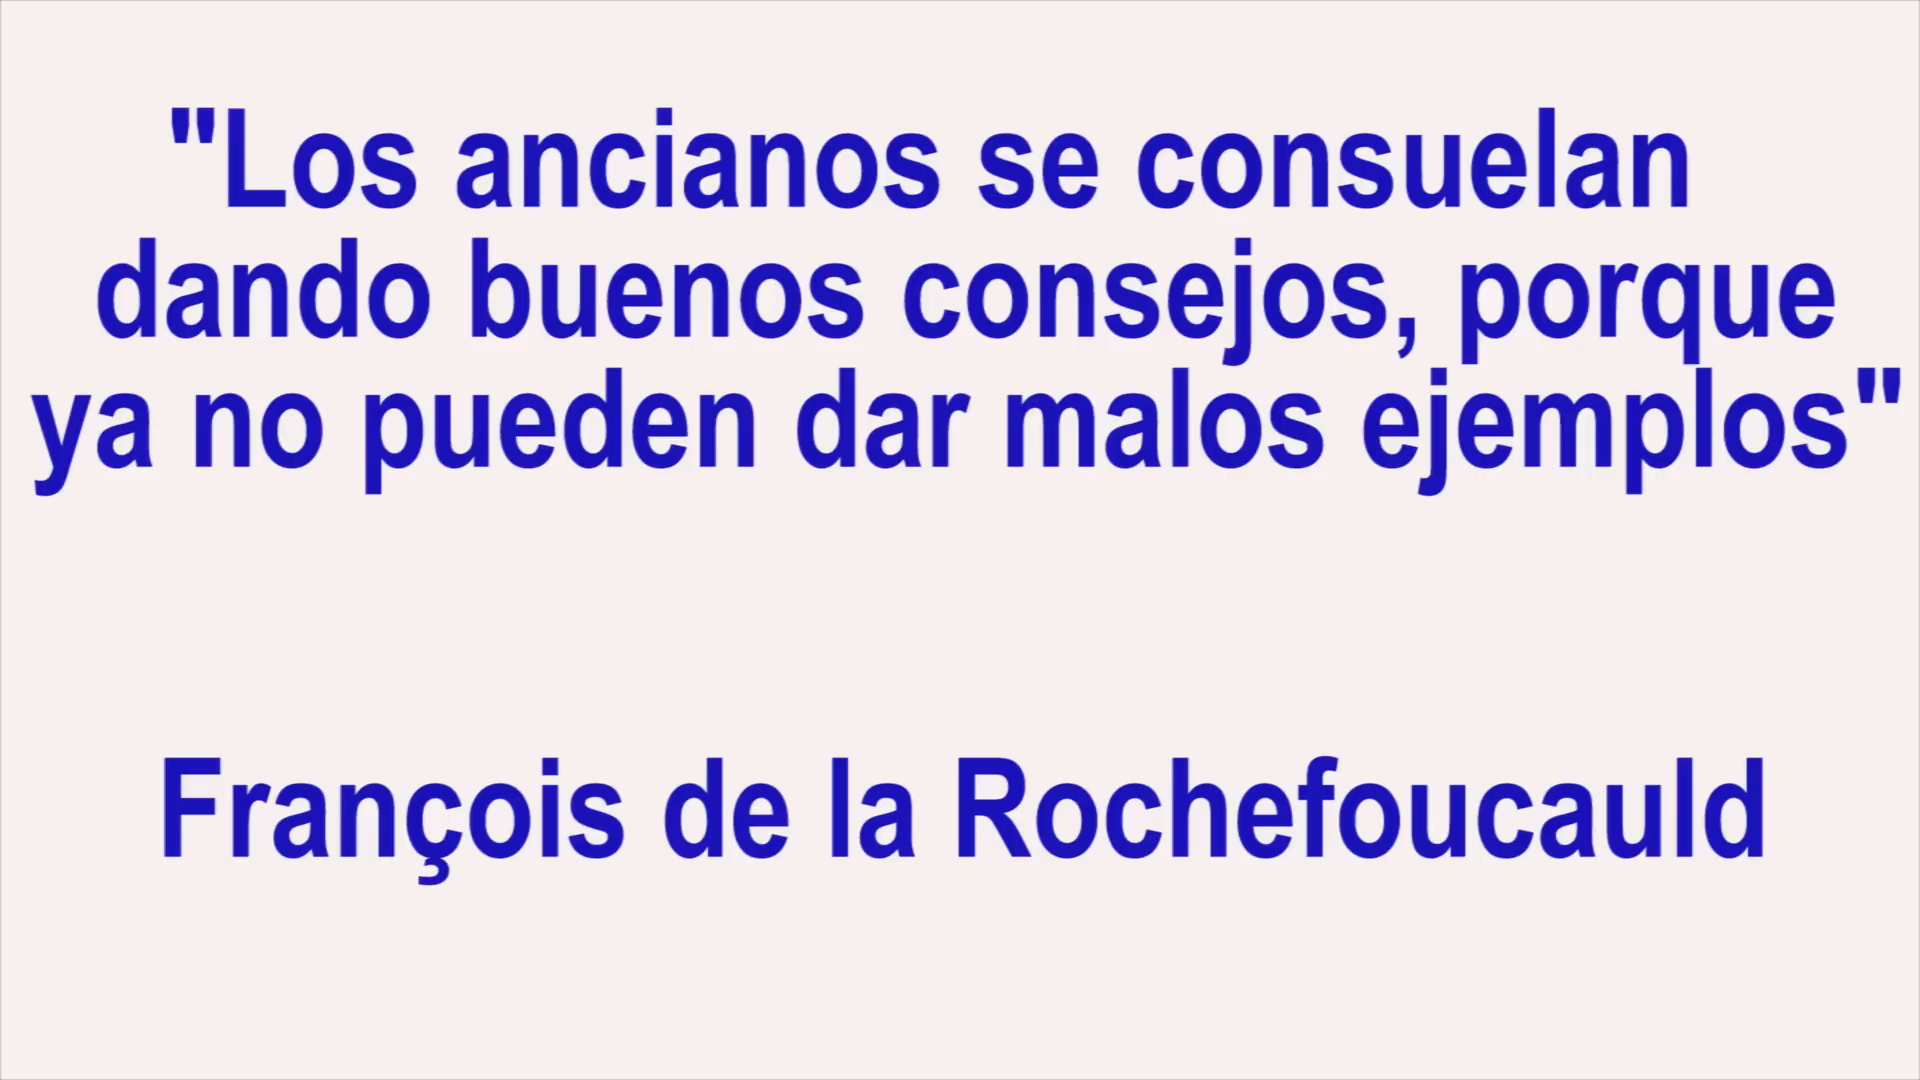 "Los ancianos se consuelan
dando buenos consejos, porque
ya no pueden dar malos ejemplos"
François de la Rochefoucauld